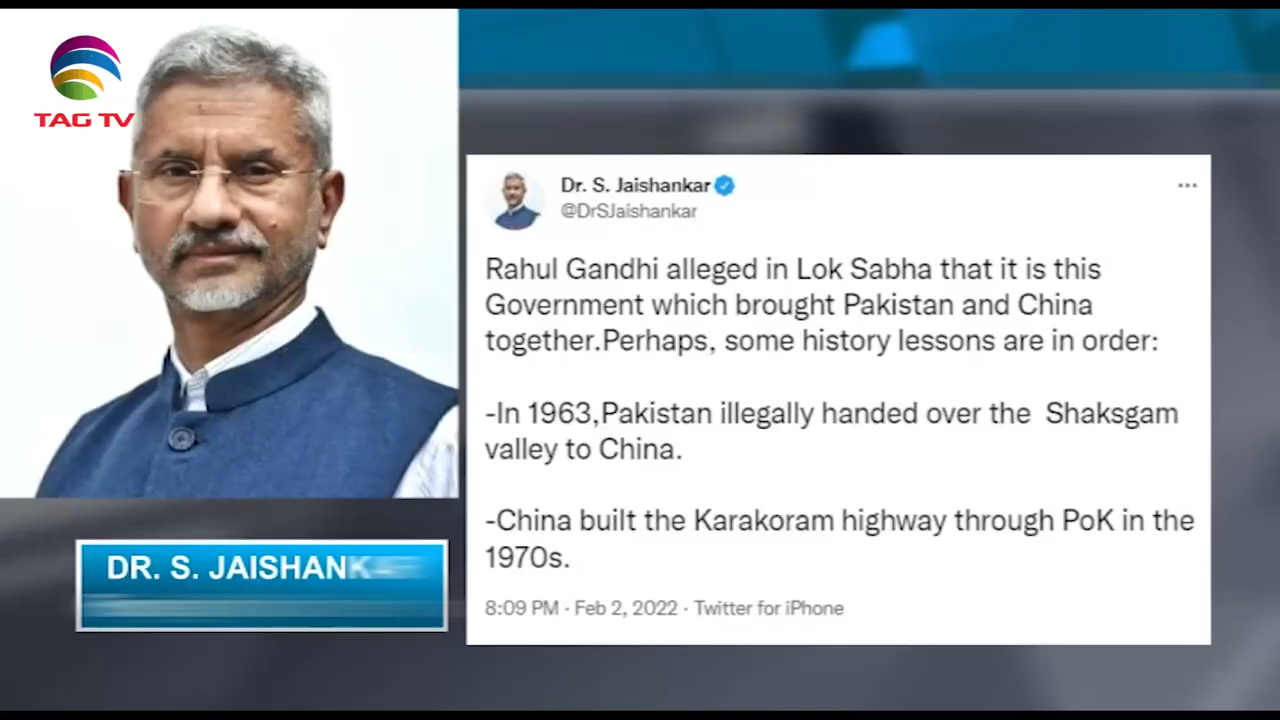 TAG TV
Dr. S. Jaishankar
@DrSJaishankar
Rahul Gandhi alleged in Lok Sabha that it is this
Government which brought Pakistan and China
together.Perhaps, some history lessons are in order:
-In 1963,Pakistan illegally handed over the Shaksgam
valley to China.
-China built the Karakoram highway through PoK in the
1970s.
8:09 PM · Feb 2, 2022 · Twitter for iPhone
DR. S. JAISHANK